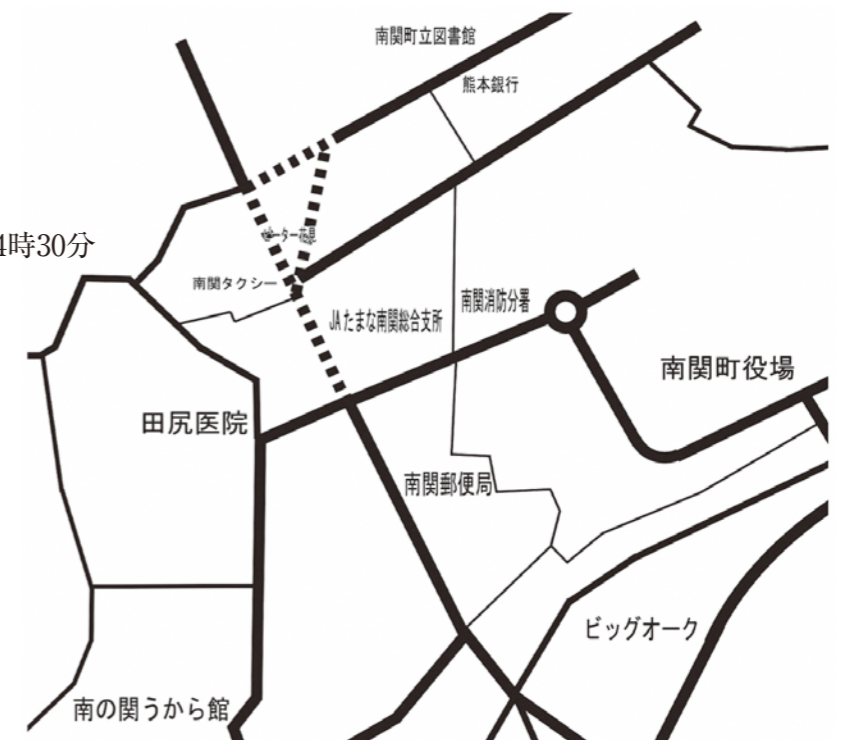 南関町立図書館
熊本銀行
4時30分
南関タクシー
JAたまな南関総合支所
南関消防分署
南関町役場
田尻医院
南関郵便局
ビッグオーク
南の関うから館